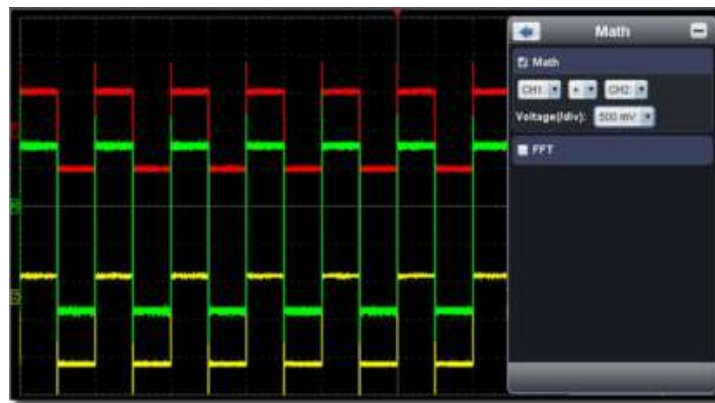 Math
Math
CH1 + CH2
Voltage(/div): 500 mV
FFT